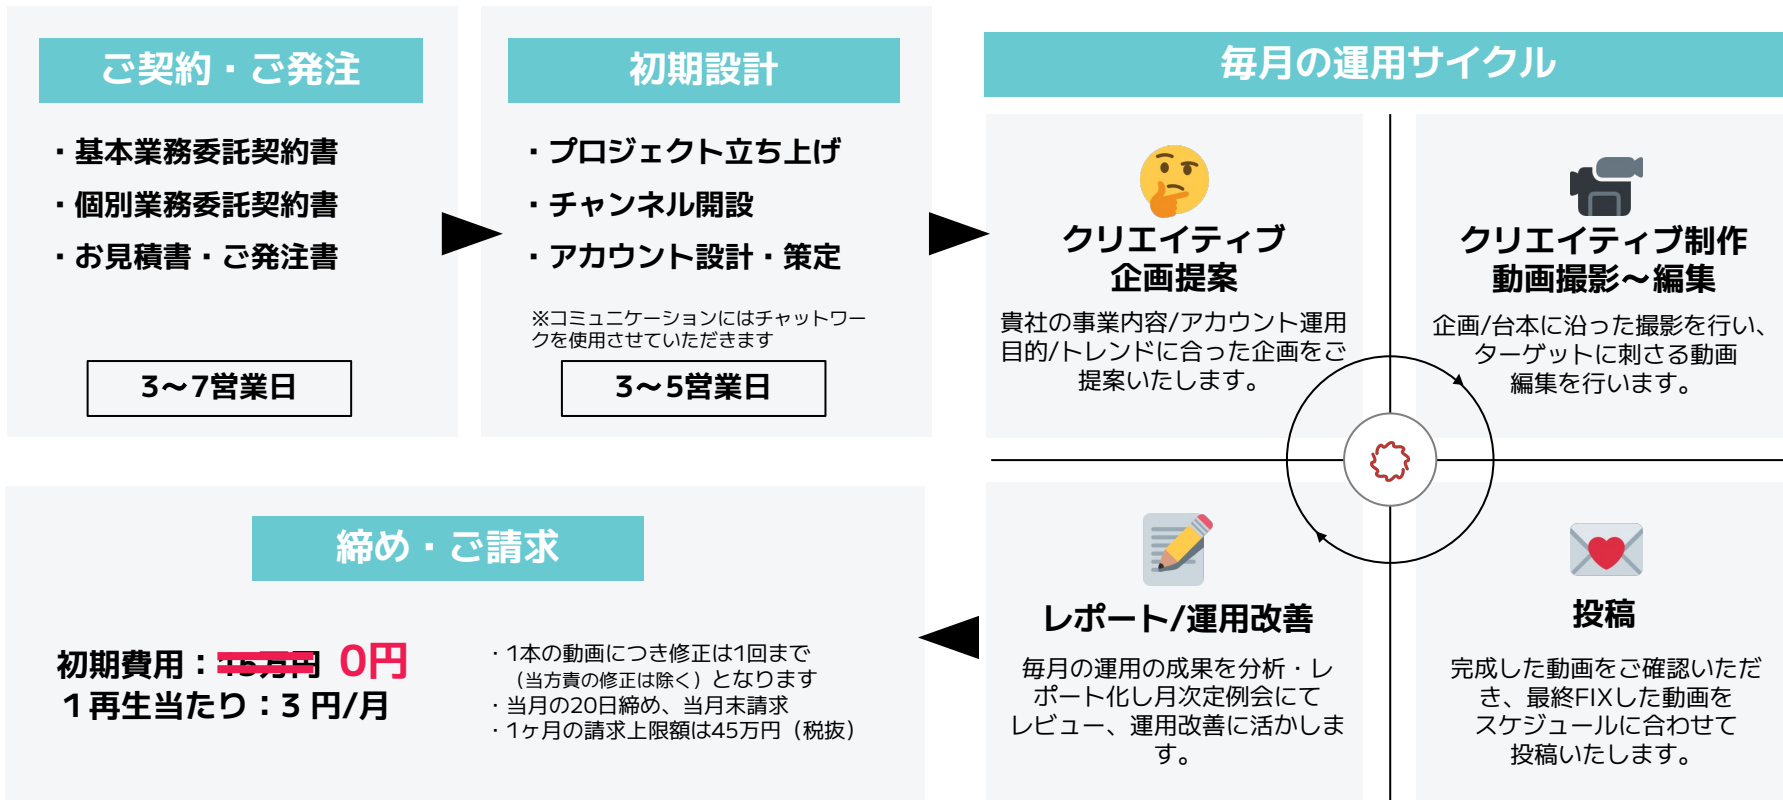 ご契約・ご発注
・基本業務委託契約書
・個別業務委託契約書
・お見積書・ご発注書
3〜7営業日
初期設計
・プロジェクト立ち上げ
・チャンネル開設
・アカウント設計・策定
※コミュニケーションにはチャットワー
クを使用させていただきます
3〜5営業日
毎月の運用サイクル
クリエイティブ
企画提案
貴社の事業内容/アカウント運用
目的/トレンドに合った企画をご
提案いたします。
クリエイティブ制作
動画撮影〜編集
企画/台本に沿った撮影を行い、
ターゲットに刺さる動画
編集を行います。
レポート/運用改善
毎月の運用の成果を分析・レ
ポート化し月次定例会にて
レビュー、運用改善に活かしま
す。
投稿
完成した動画をご確認いただ
き、最終FIXした動画を
スケジュールに合わせて
投稿いたします。
締め・ご請求
初期費用：15万円 0円
１再生当たり：3 円/月
・1本の動画につき修正は1回まで
（当方責の修正は除く）となります
・当月の20日締め、当月末請求
・1ヶ月の請求上限額は45万円（税抜）